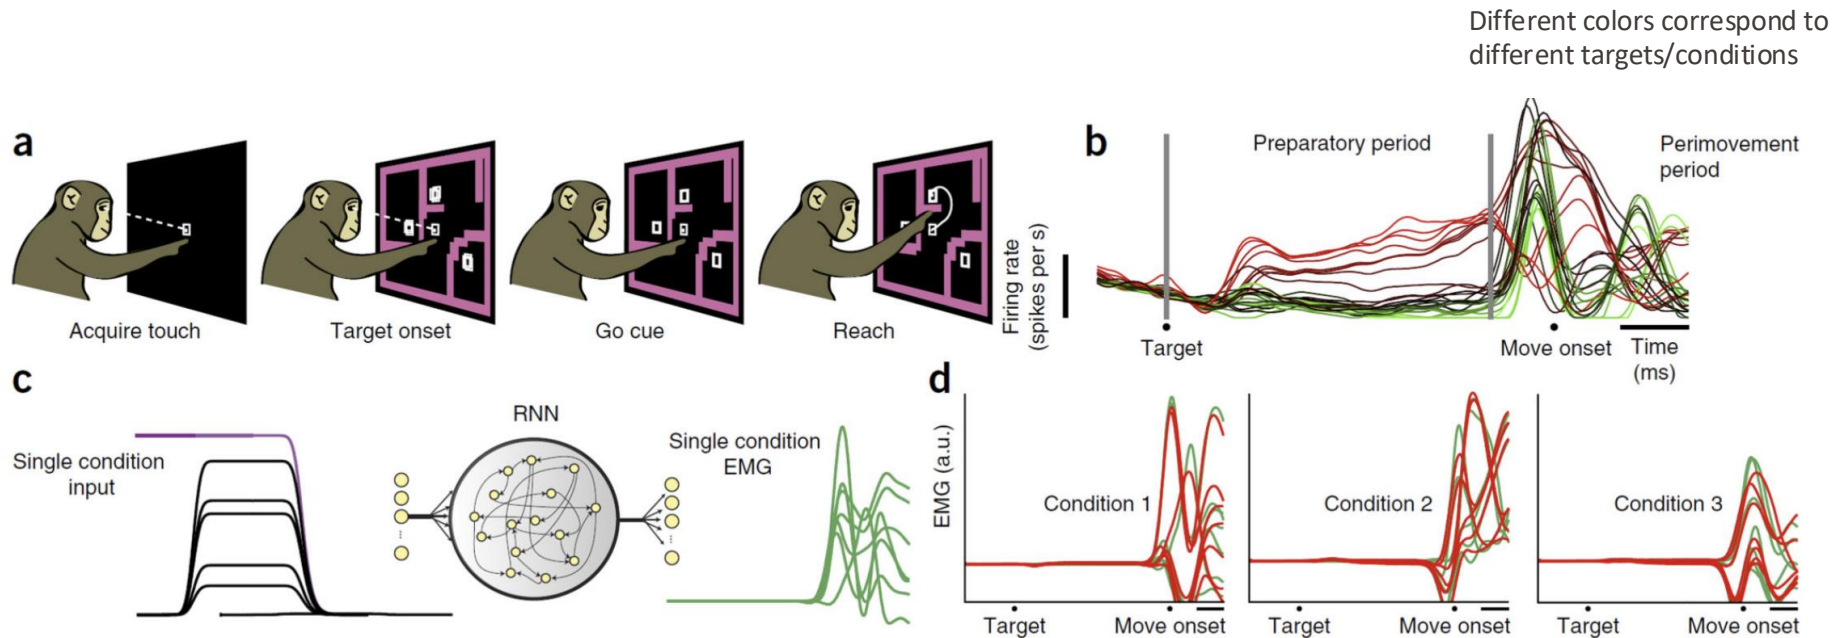 Different colors correspond to
different targets/conditions
a
Acquire touch
Target onset
Go cue
Reach
b
Preparatory period
Perimovement
period
Firing rate
(spikes per s)
Target
Move onset
Time
(ms)
c
Single condition
input
RNN
Single condition
EMG
d
EMG (a.u.)
Condition 1
Condition 2
Condition 3
Target
Move onset
Target
Move onset
Target
Move onset